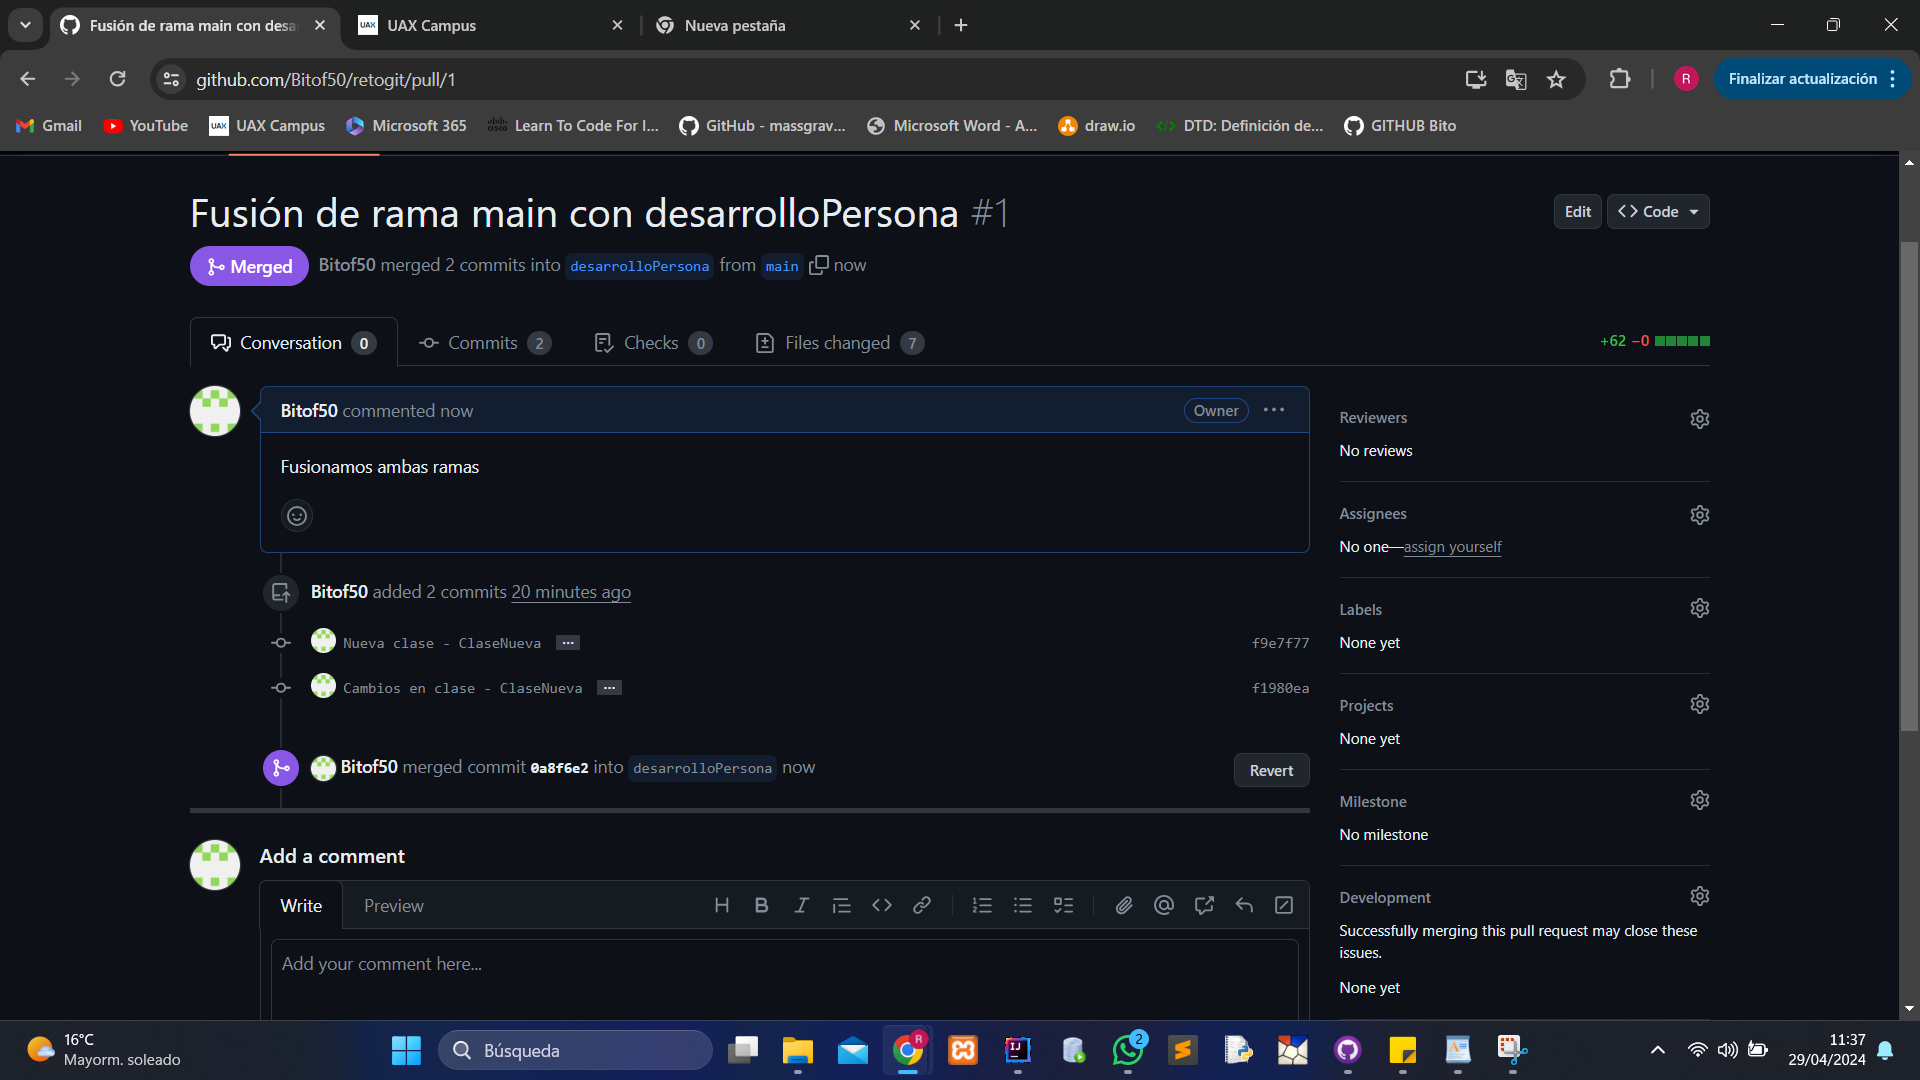 Fusión de rama main con desa
UAX Campus
Nueva pestaña
github.com/Bitof50/retogit/pull/1
R
Finalizar actualización
Gmail
YouTube
UAX
UAX Campus
Microsoft 365
Learn To Code For I...
GitHub - massgrav...
Microsoft Word - A...
draw.io
DTD: Definición de...
GITHUB Bito
Fusión de rama main con desarrolloPersona #1
Edit
Code
Merged
Bitof50 merged 2 commits into desarrolloPersona from main now
Conversation 0
Commits 2
Checks 0
Files changed 7
+62 −0
Bitof50 commented now
Owner
Fusionamos ambas ramas
Bitof50 added 2 commits 20 minutes ago
Nueva clase - ClaseNueva
f9e7f77
Cambios en clase - ClaseNueva
f1980ea
Bitof50 merged commit 0a8f6e2 into desarrolloPersona now
Revert
Reviewers
No reviews
Assignees
No one—assign yourself
Labels
None yet
Projects
None yet
Milestone
No milestone
Development
Successfully merging this pull request may close these
issues.
None yet
Add a comment
Write
Preview
Add your comment here...
16°C
Mayorm. soleado
Búsqueda
R
IJ
2
11:37
29/04/2024